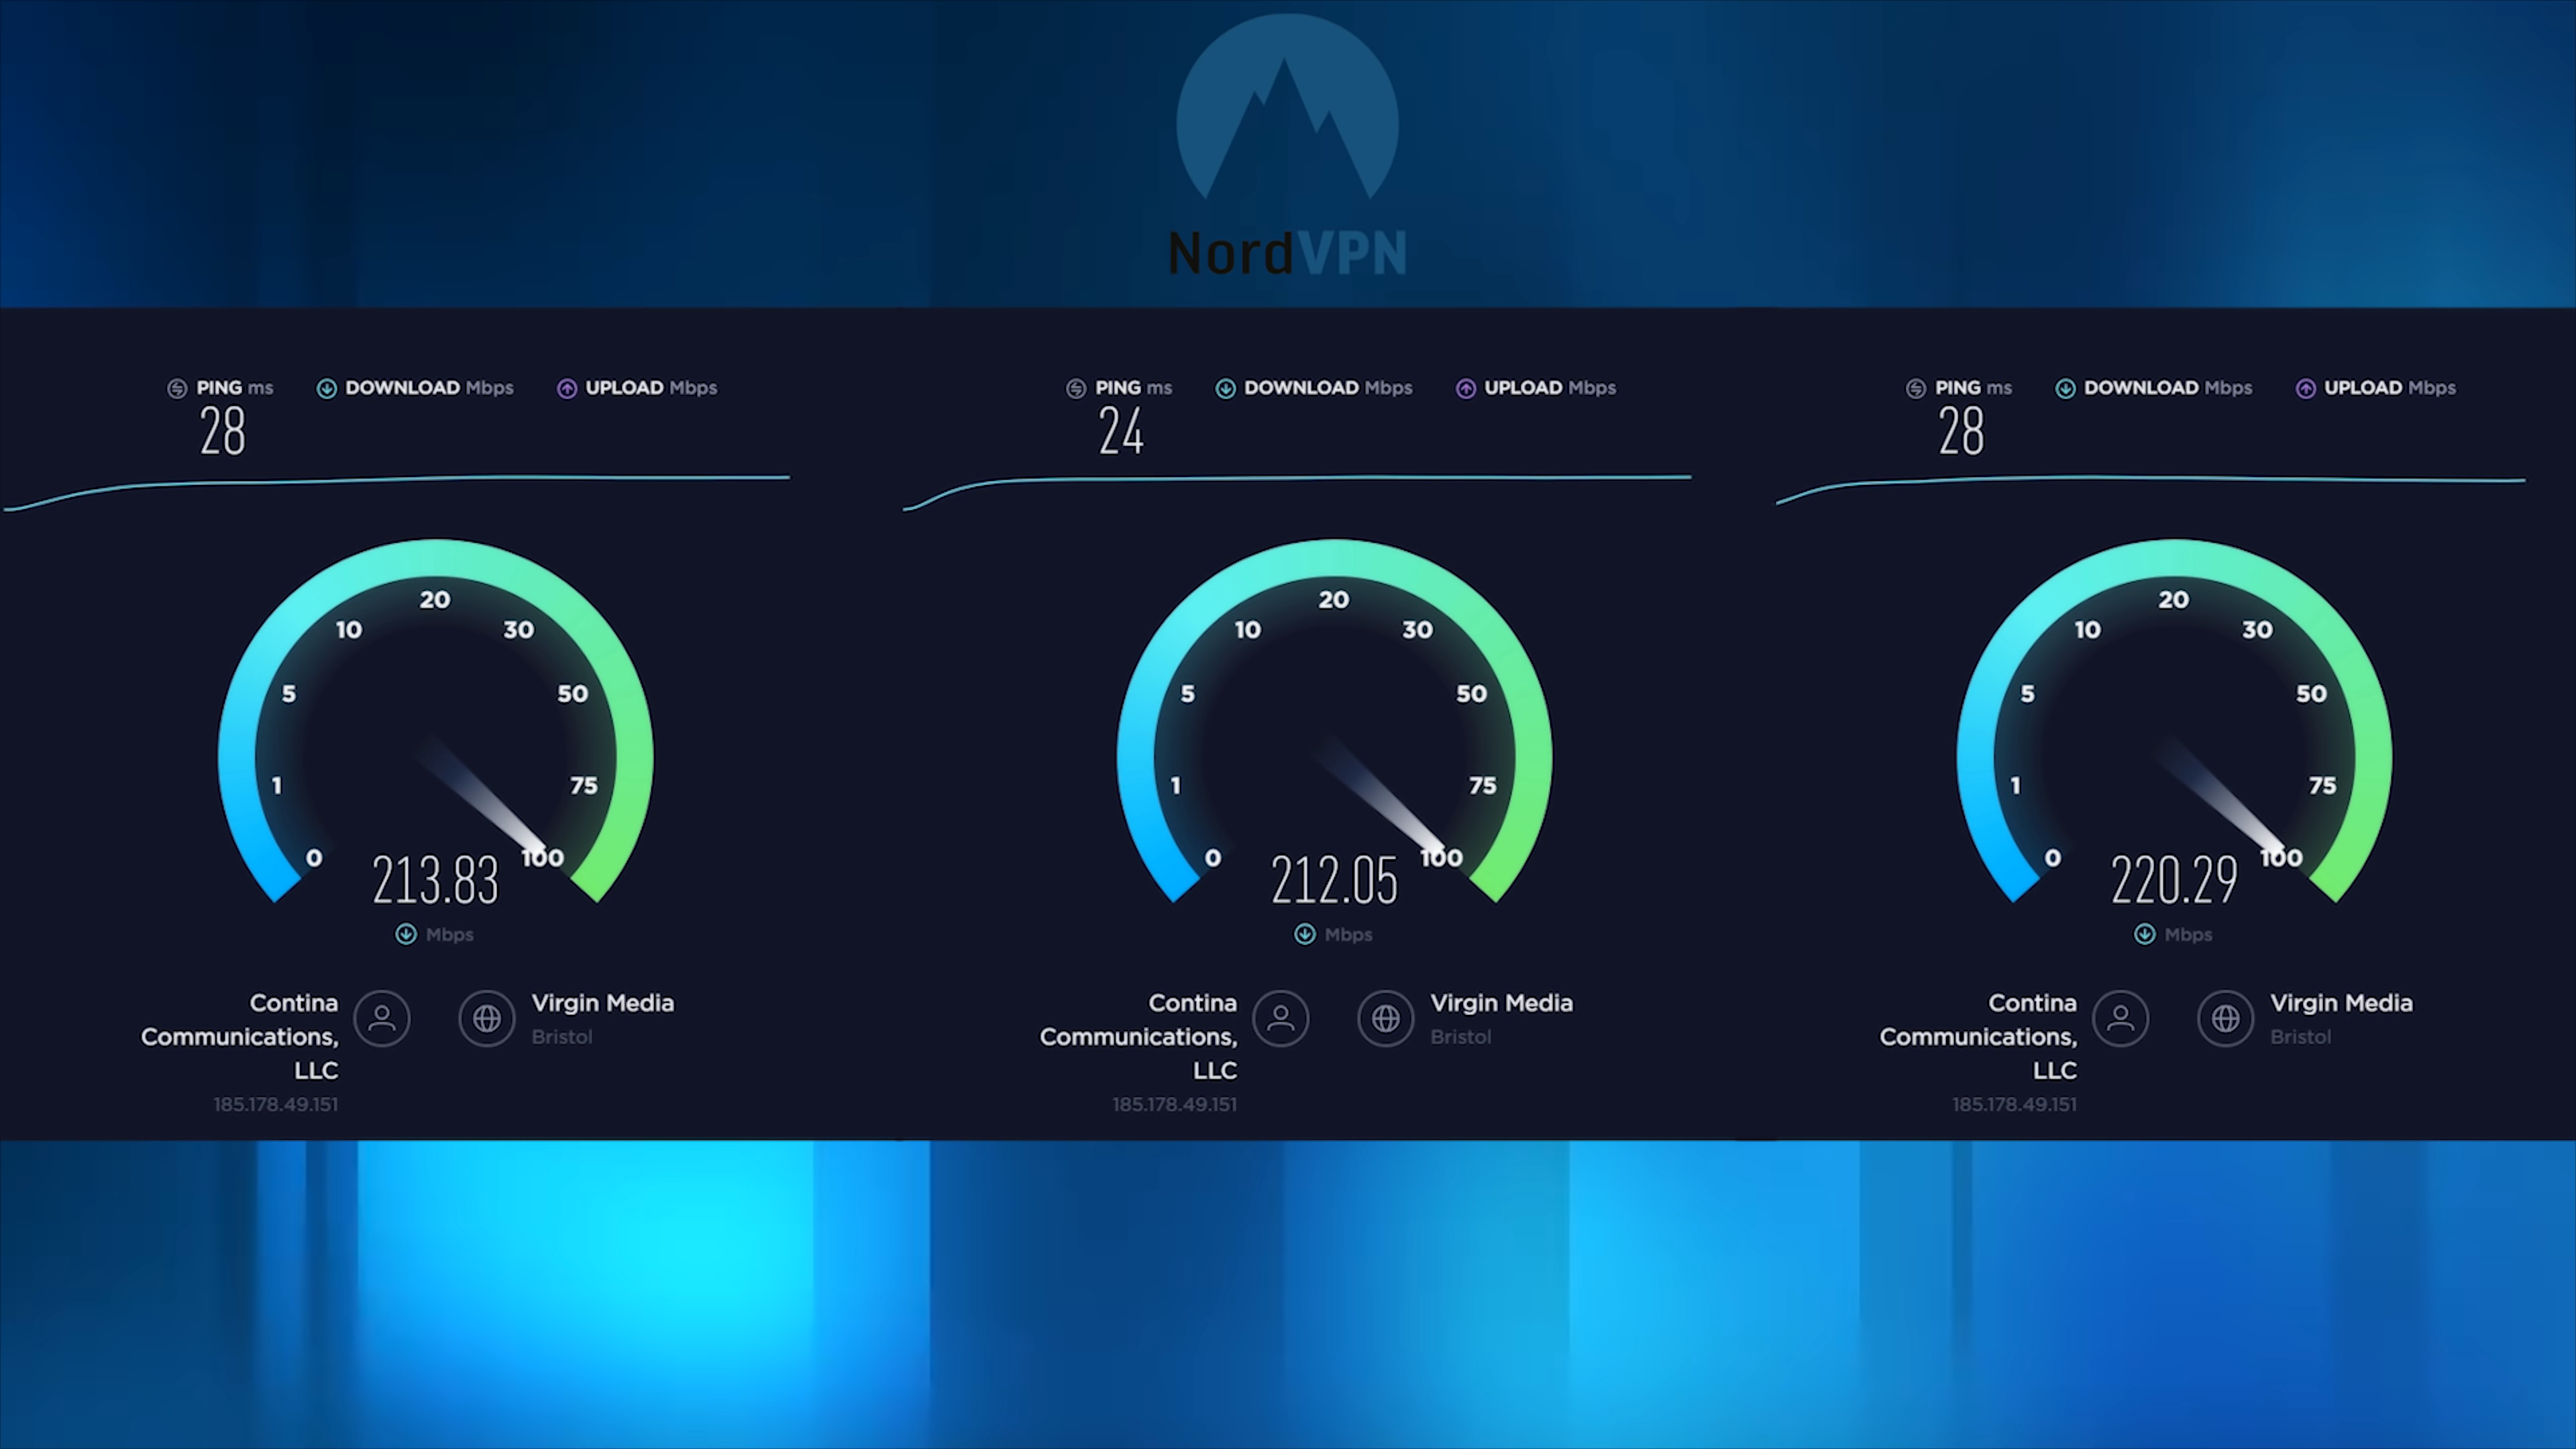 NordVPN
PING ms DOWNLOAD Mbps UPLOAD Mbps
28
0 1 5 10 20 30 50 75 100
213.83
Mbps
Contina
Communications,
LLC
185.178.49.151
Virgin Media
Bristol
PING ms DOWNLOAD Mbps UPLOAD Mbps
24
0 1 5 10 20 30 50 75 100
212.05
Mbps
Contina
Communications,
LLC
185.178.49.151
Virgin Media
Bristol
PING ms DOWNLOAD Mbps UPLOAD Mbps
28
0 1 5 10 20 30 50 75 100
220.29
Mbps
Contina
Communications,
LLC
185.178.49.151
Virgin Media
Bristol